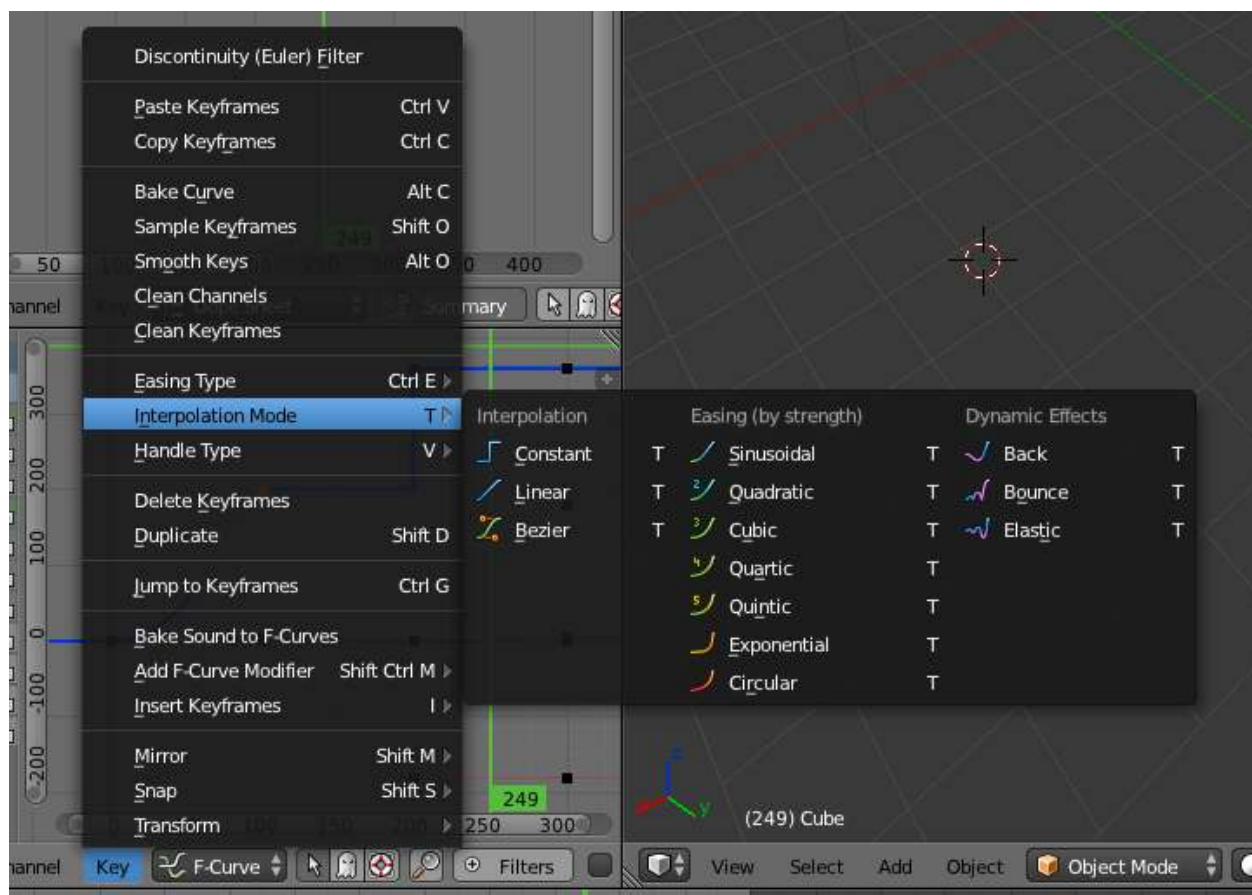 Discontinuity (Euler) Filter
Paste Keyframes Ctrl V
Copy Keyframes Ctrl C
Bake Curve Alt C
Sample Keyframes Shift O
Smooth Keys Alt O
Clean Channels
Clean Keyframes
Easing Type Ctrl E
Interpolation Mode T
Handle Type V
Delete Keyframes
Duplicate Shift D
Jump to Keyframes Ctrl G
Bake Sound to F-Curves
Add F-Curve Modifier Shift Ctrl M
Insert Keyframes I
Mirror Shift M
Snap Shift S
Transform
Interpolation
Constant T
Linear T
Bezier T
Easing (by strength)
Sinusoidal T
Quadratic T
Cubic T
Quartic T
Quintic T
Exponential T
Circular T
Dynamic Effects
Back T
Bounce T
Elastic T
50 249 0 400
hannel mmary
300
200
100
0
-100
-200
249
250 300
z
y
(249) Cube
hannel Key F-Curve Filters
View Select Add Object Object Mode